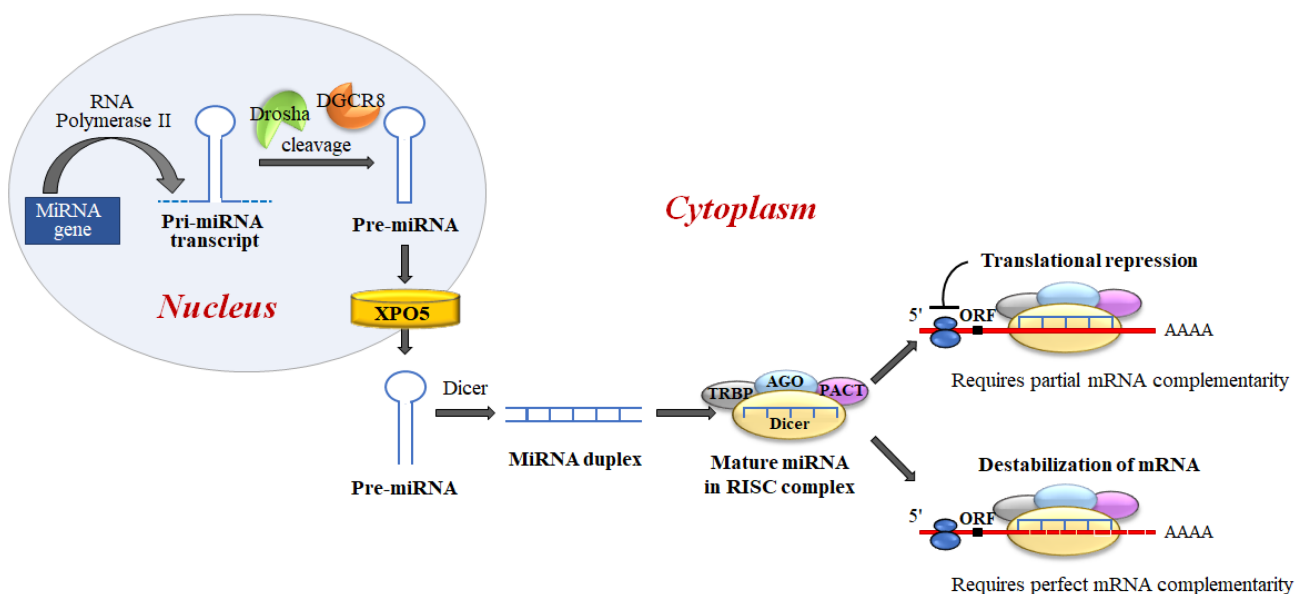 RNA
Polymerase II
Drosha
DGCR8
cleavage
MiRNA
gene
Pri-miRNA
transcript
Pre-miRNA
Nucleus
XPO5
Cytoplasm
Pre-miRNA
Dicer
MiRNA duplex
TRBP
AGO
PACT
Dicer
Mature miRNA
in RISC complex
Translational repression
5'
ORF
AAAA
Requires partial mRNA complementarity
Destabilization of mRNA
5'
ORF
AAAA
Requires perfect mRNA complementarity